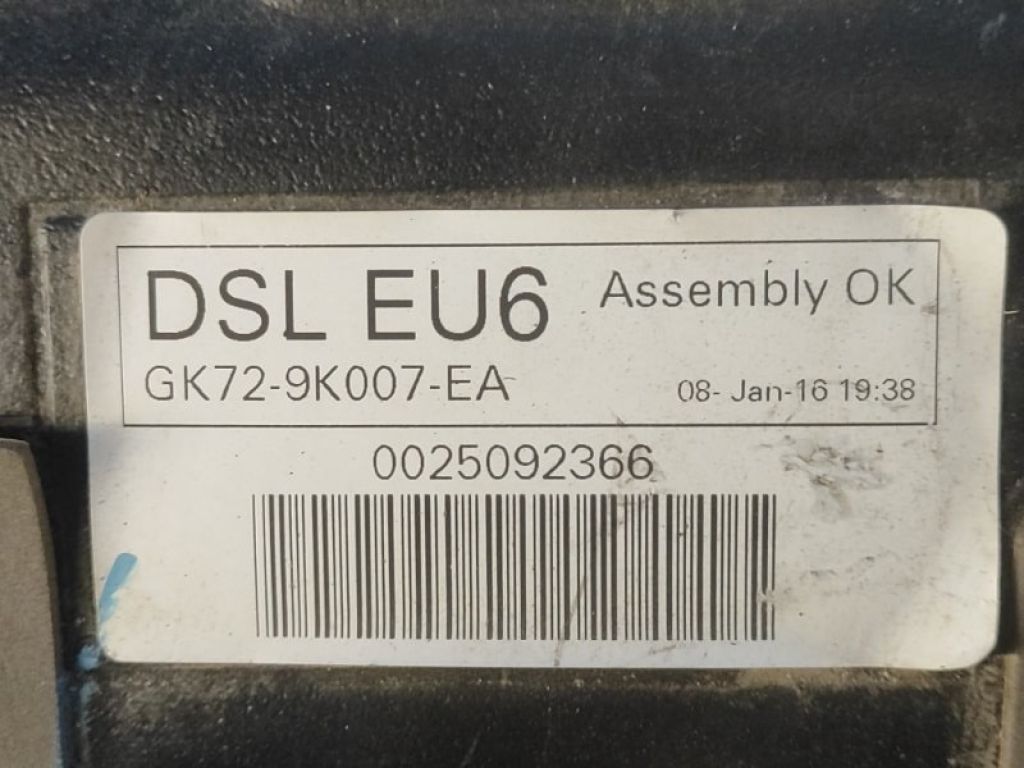 DSL EU6 Assembly OK
GK72-9K007-EA 08- Jan-16 19:38
0025092366